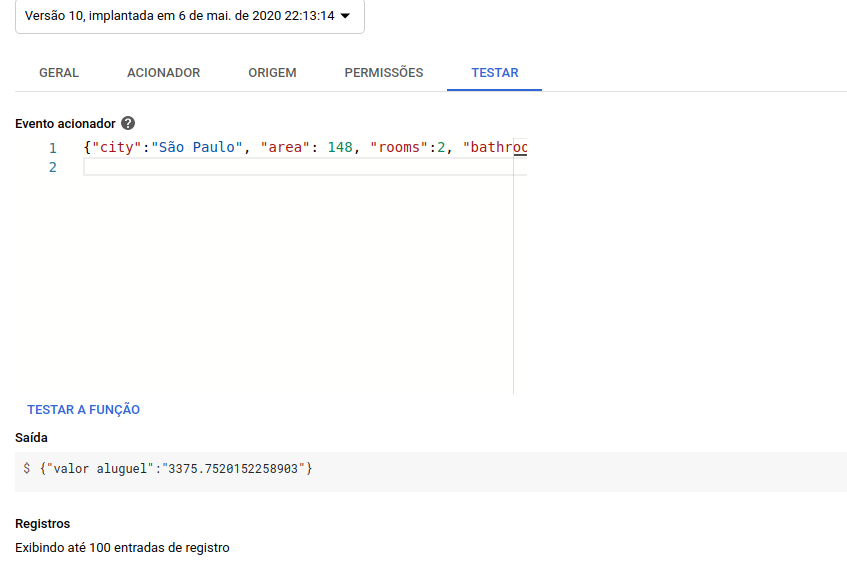 Versão 10, implantada em 6 de mai. de 2020 22:13:14
GERAL ACIONADOR ORIGEM PERMISSÕES TESTAR
Evento acionador ?
1 {"city":"São Paulo", "area": 148, "rooms":2, "bathroo
2
TESTAR A FUNÇÃO
Saída
$ {"valor aluguel":"3375.7520152258903"}
Registros
Exibindo até 100 entradas de registro